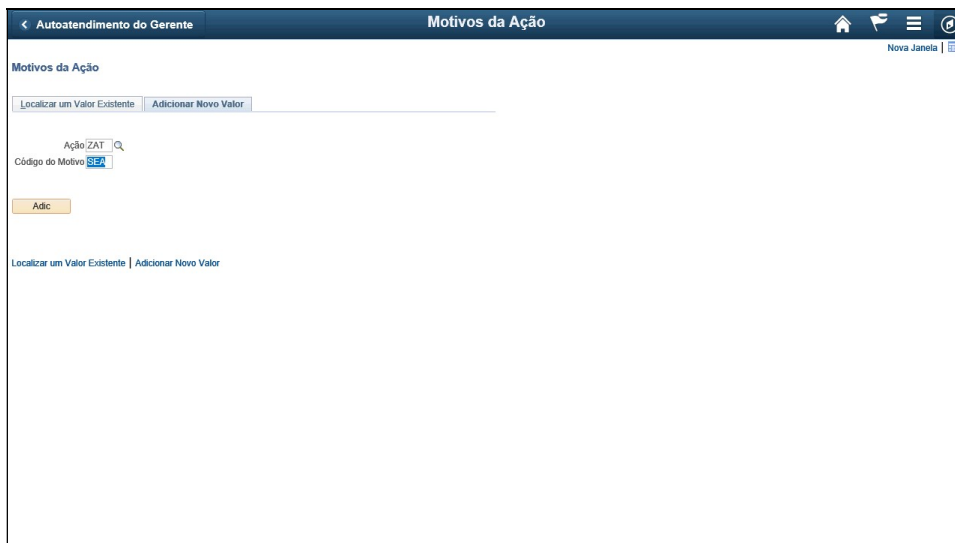 Autoatendimento do Gerente
Motivos da Ação
Nova Janela
Motivos da Ação
Localizar um Valor Existente Adicionar Novo Valor
Ação ZAT
Código do Motivo SEA
Adic
Localizar um Valor Existente | Adicionar Novo Valor